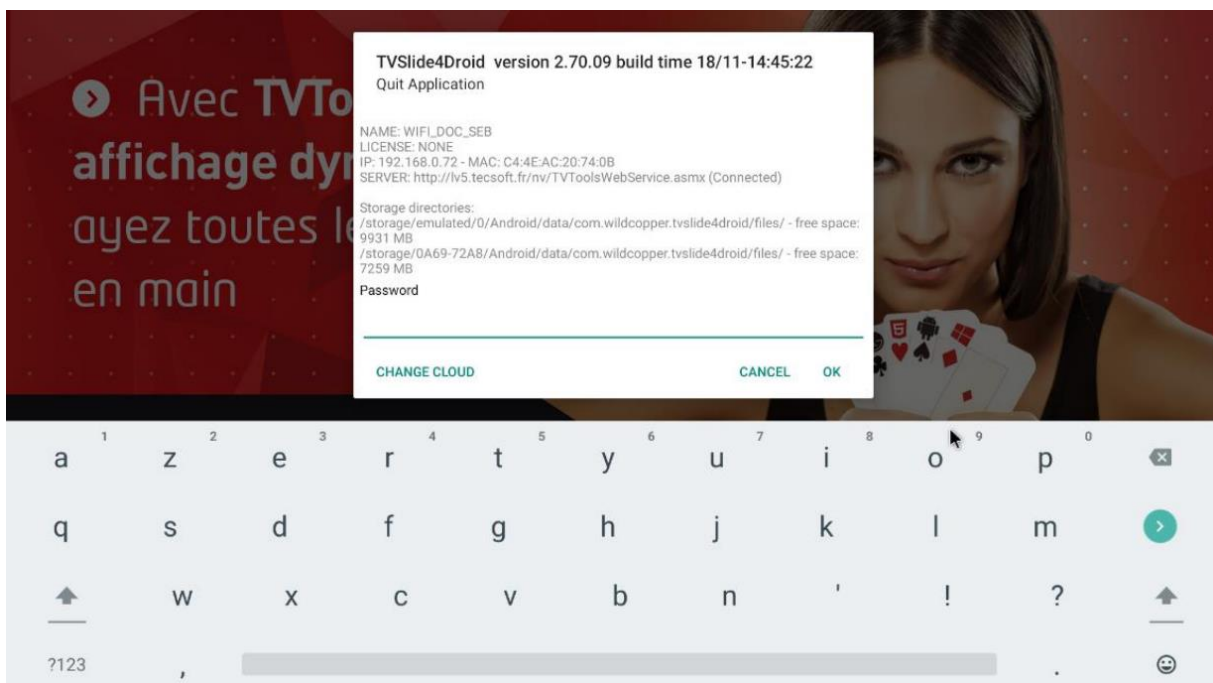 Avec TVTo
affichage dyr
ayez toutes le
en main
TVSlide4Droid version 2.70.09 build time 18/11-14:45:22
Quit Application
NAME: WIFI_DOC_SEB
LICENSE: NONE
IP: 192.168.0.72 - MAC: C4:4E:AC:20:74:0B
SERVER: http://lv5.tecsoft.fr/nv/TVToolsWebService.asmx (Connected)
Storage directories:
/storage/emulated/0/Android/data/com.wildcopper.tvslide4droid/files/ - free space:
9931 MB
/storage/0A69-72A8/Android/data/com.wildcopper.tvslide4droid/files/ - free space:
7259 MB
Password
CHANGE CLOUD CANCEL OK
1 2 3 4 5 6 7 8 9 0
a z e r t y u i o p
q s d f g h j k l m
w x c v b n ' ! ?
?123 , .